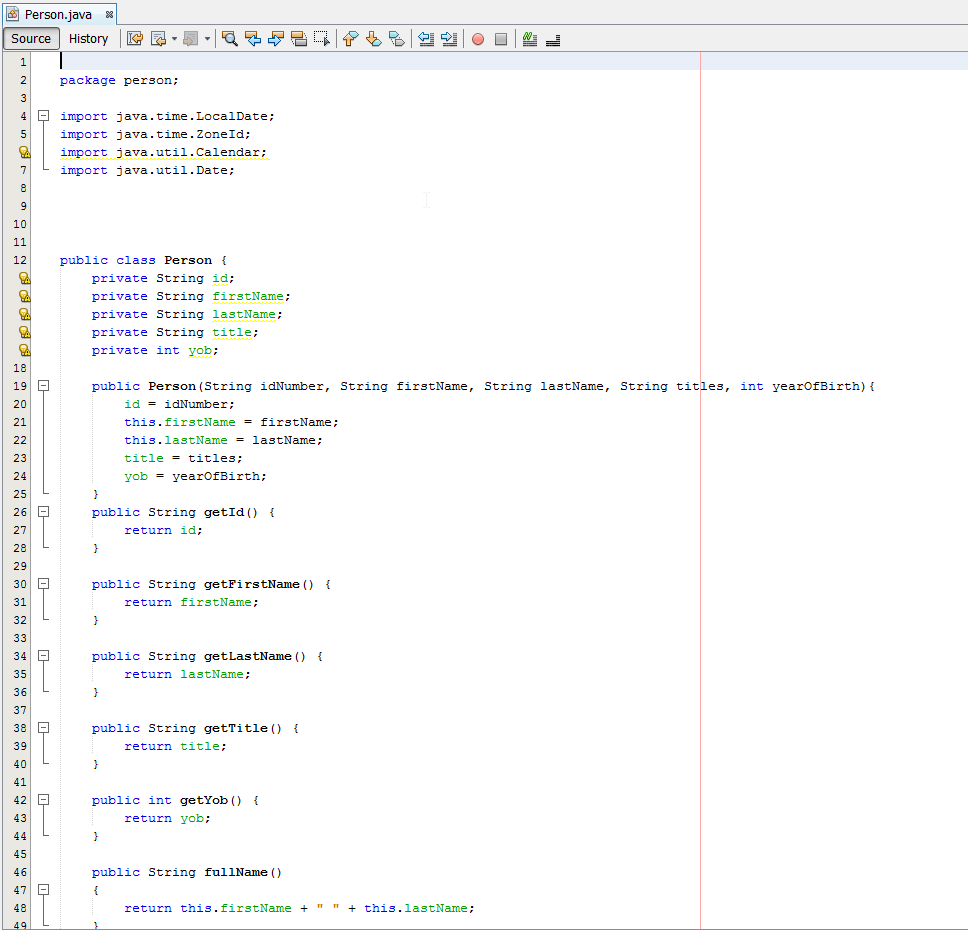 Person.java
Source History
1
2 package person;
3
4 import java.time.LocalDate;
5 import java.time.ZoneId;
import java.util.Calendar;
7 import java.util.Date;
8
9
10
11
12 public class Person {
private String id;
private String firstName;
private String lastName;
private String title;
private int yob;
18
19 public Person(String idNumber, String firstName, String lastName, String titles, int yearOfBirth){
20 id = idNumber;
21 this.firstName = firstName;
22 this.lastName = lastName;
23 title = titles;
24 yob = yearOfBirth;
25 }
26 public String getId() {
27 return id;
28 }
29
30 public String getFirstName() {
31 return firstName;
32 }
33
34 public String getLastName() {
35 return lastName;
36 }
37
38 public String getTitle() {
39 return title;
40 }
41
42 public int getYob() {
43 return yob;
44 }
45
46 public String fullName()
47 {
48 return this.firstName + " " + this.lastName;
49 }